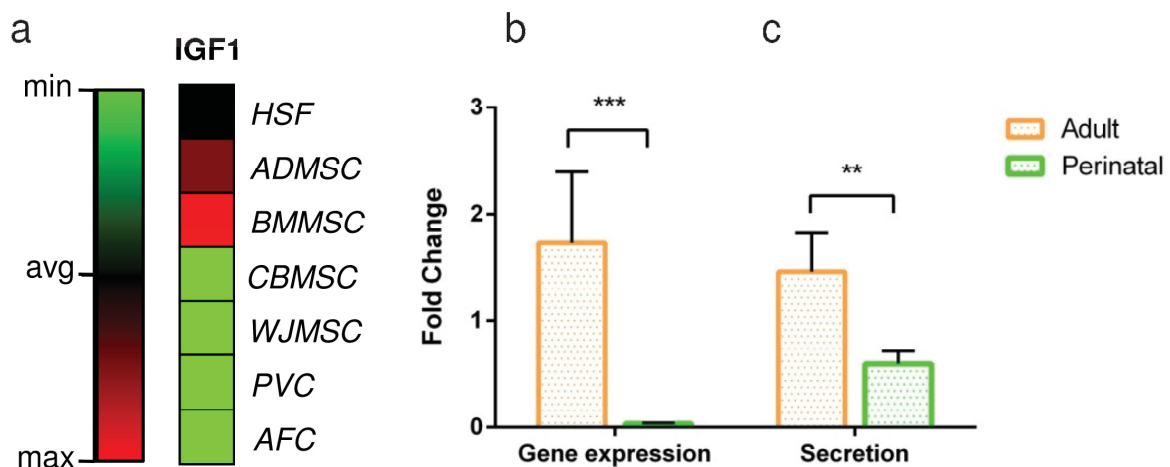 a
b
c
IGF1
min
avg
max
HSF
ADMSC
BMMSC
CBMSC
WJMSC
PVC
AFC
Fold Change
3
2
1
0
***
**
Gene expression
Secretion
Adult
Perinatal